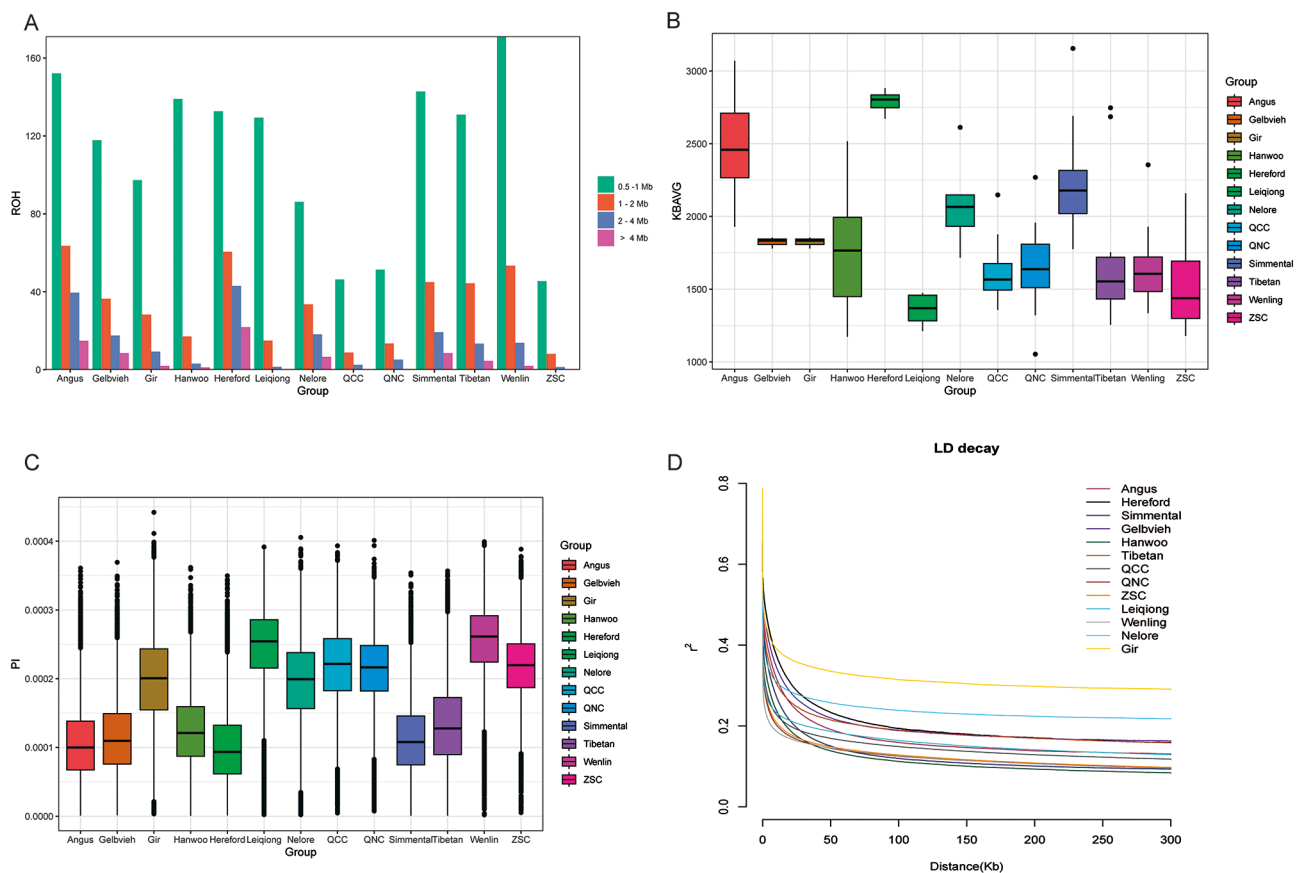 A
160
120
80
40
0
ROH
Angus Gelbvieh Gir Hanwoo Hereford Leiqiong Nelore QCC QNC Simmental Tibetan Wenlin ZSC
Group
0.5 -1 Mb
1 - 2 Mb
2 - 4 Mb
> 4 Mb
B
3000
2500
2000
1500
1000
KBAVG
Angus Gelbvieh Gir Hanwoo Hereford Leiqiong Nelore QCC QNC Simmental Tibetan Wenling ZSC
Group
Group
Angus
Gelbvieh
Gir
Hanwoo
Hereford
Leiqiong
Nelore
QCC
QNC
Simmental
Tibetan
Wenling
ZSC
C
0.0004
0.0003
0.0002
0.0001
0.0000
PI
Angus Gelbvieh Gir Hanwoo Hereford Leiqiong Nelore QCC QNC Simmental Tibetan Wenlin ZSC
Group
Group
Angus
Gelbvieh
Gir
Hanwoo
Hereford
Leiqiong
Nelore
QCC
QNC
Simmental
Tibetan
Wenlin
ZSC
D
LD decay
0.8
0.6
0.4
0.2
0.0
r²
0 50 100 150 200 250 300
Distance(Kb)
Angus
Hereford
Simmental
Gelbvieh
Hanwoo
Tibetan
QCC
QNC
ZSC
Leiqiong
Wenling
Nelore
Gir